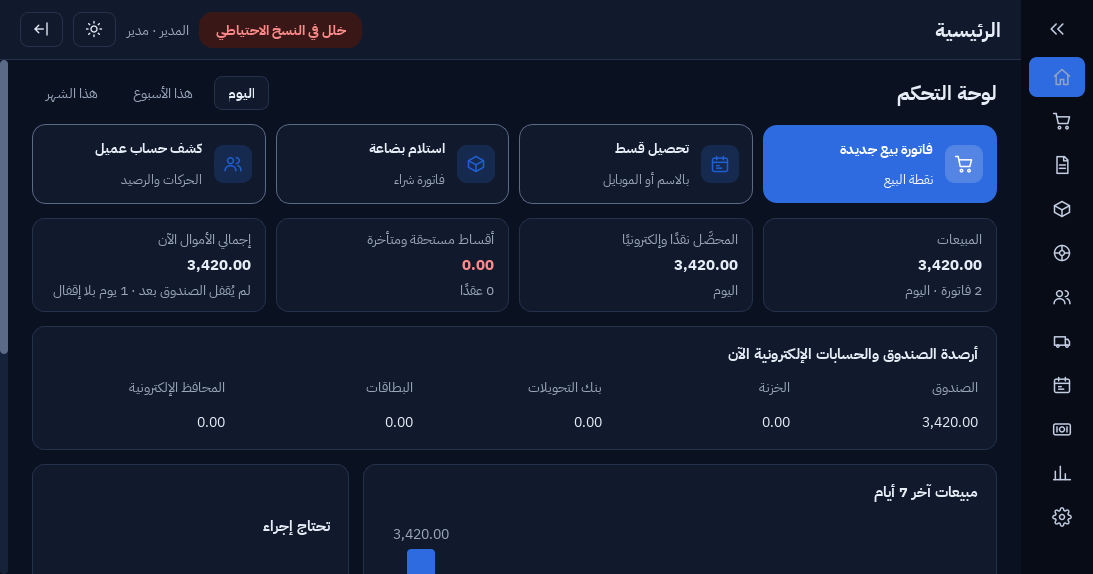 الرئيسية
خلل في النسخ الاحتياطي
المدير · مدير
لوحة التحكم
اليوم
هذا الأسبوع
هذا الشهر
فاتورة بيع جديدة
نقطة البيع
تحصيل قسط
بالاسم أو الموبايل
استلام بضاعة
فاتورة شراء
كشف حساب عميل
الحركات والرصيد
المبيعات
3,420.00
2 فاتورة · اليوم
المحصَّل نقدًا وإلكترونيًا
3,420.00
اليوم
أقساط مستحقة ومتأخرة
0.00
0 عقدًا
إجمالي الأموال الآن
3,420.00
لم يُقفل الصندوق بعد · 1 يوم بلا إقفال
أرصدة الصندوق والحسابات الإلكترونية الآن
الصندوق
3,420.00
الخزنة
0.00
بنك التحويلات
0.00
البطاقات
0.00
المحافظ الإلكترونية
0.00
مبيعات آخر 7 أيام
3,420.00
تحتاج إجراء